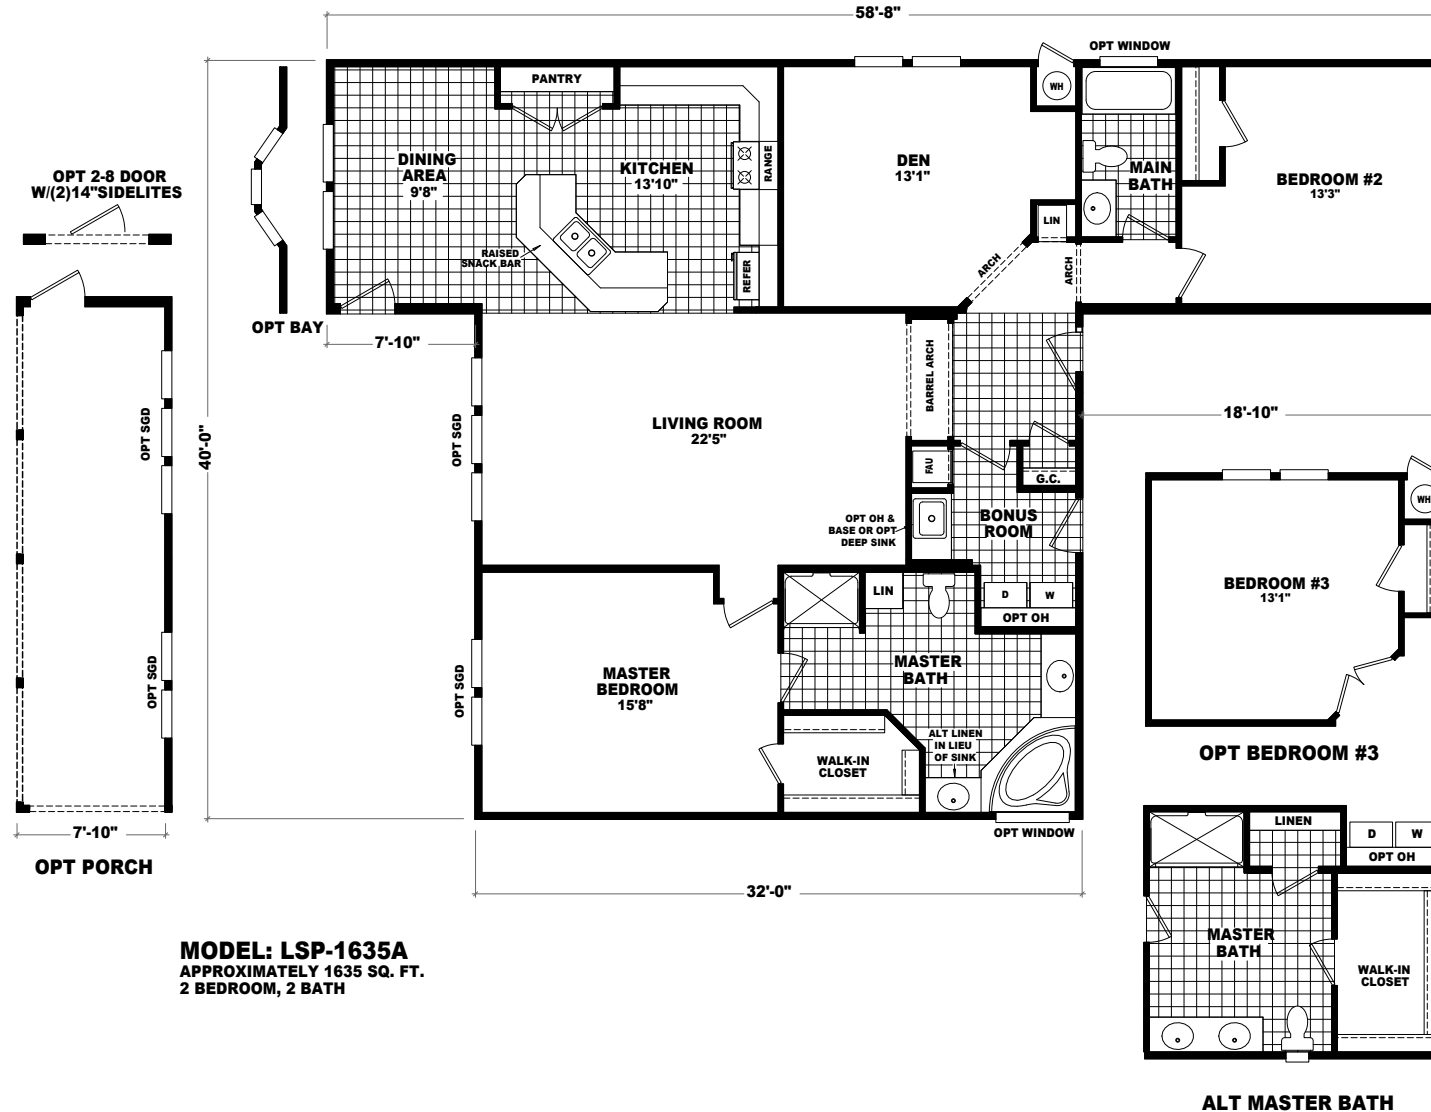 58'-8"
OPT WINDOW
PANTRY
WH
DINING
AREA
9'8"
KITCHEN
13'10"
RANGE
DEN
13'1"
MAIN
BATH
BEDROOM #2
13'3"
OPT 2-8 DOOR
W/(2)14"SIDELITES
LIN
RAISED
SNACK BAR
REFER
ARCH
ARCH
OPT BAY
7'-10"
40'-0"
OPT SGD
OPT SGD
LIVING ROOM
22'5"
BARREL ARCH
18'-10"
FAU
G.C.
OPT OH &
BASE OR OPT
DEEP SINK
BONUS
ROOM
WH
BEDROOM #3
13'1"
LIN
D
W
OPT OH
OPT SGD
OPT SGD
MASTER
BEDROOM
15'8"
MASTER
BATH
ALT LINEN
IN LIEU
OF SINK
WALK-IN
CLOSET
OPT BEDROOM #3
7'-10"
OPT PORCH
OPT WINDOW
32'-0"
LINEN
D
W
OPT OH
MASTER
BATH
WALK-IN
CLOSET
ALT MASTER BATH
MODEL: LSP-1635A
APPROXIMATELY 1635 SQ. FT.
2 BEDROOM, 2 BATH